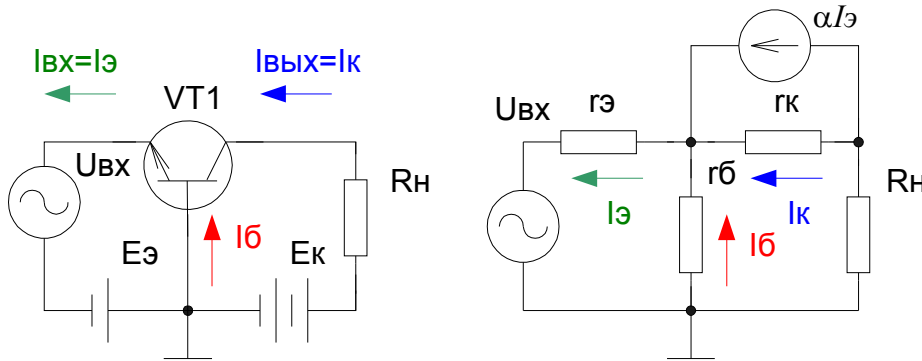 Iвх=Iэ
Iвых=Iк
VT1
Uвх
Rн
Iб
Eэ
Eк
αIэ
Uвх
rэ
rк
rб
Rн
Iэ
Iк
Iб